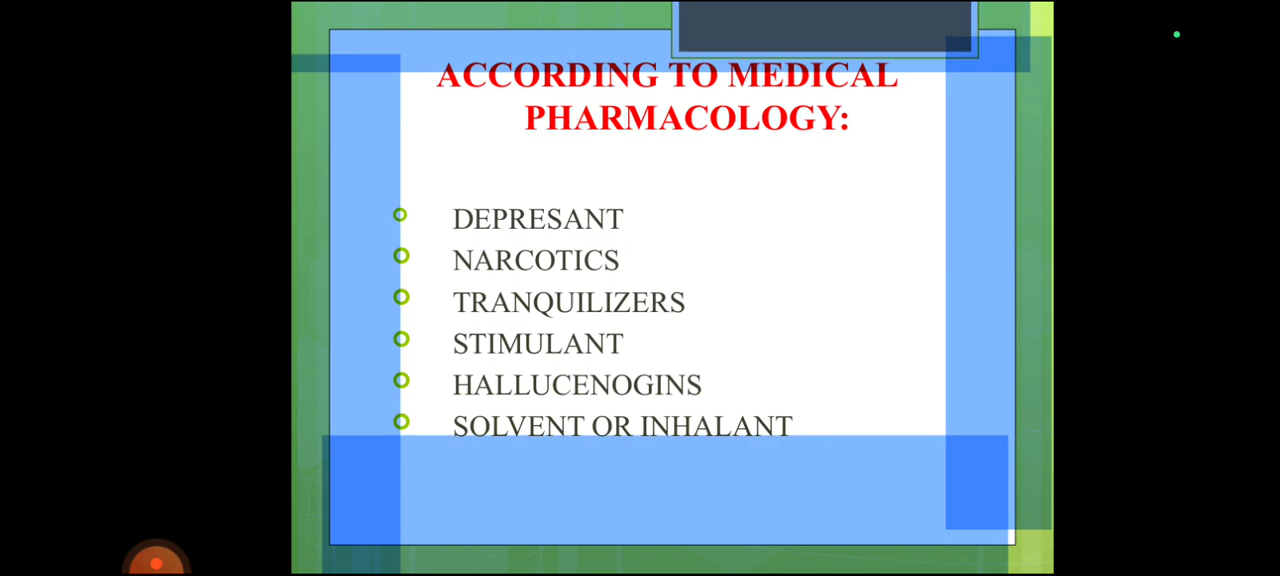 ACCORDING TO MEDICAL
PHARMACOLOGY:
DEPRESANT
NARCOTICS
TRANQUILIZERS
STIMULANT
HALLUCENOGINS
SOLVENT OR INHALANT